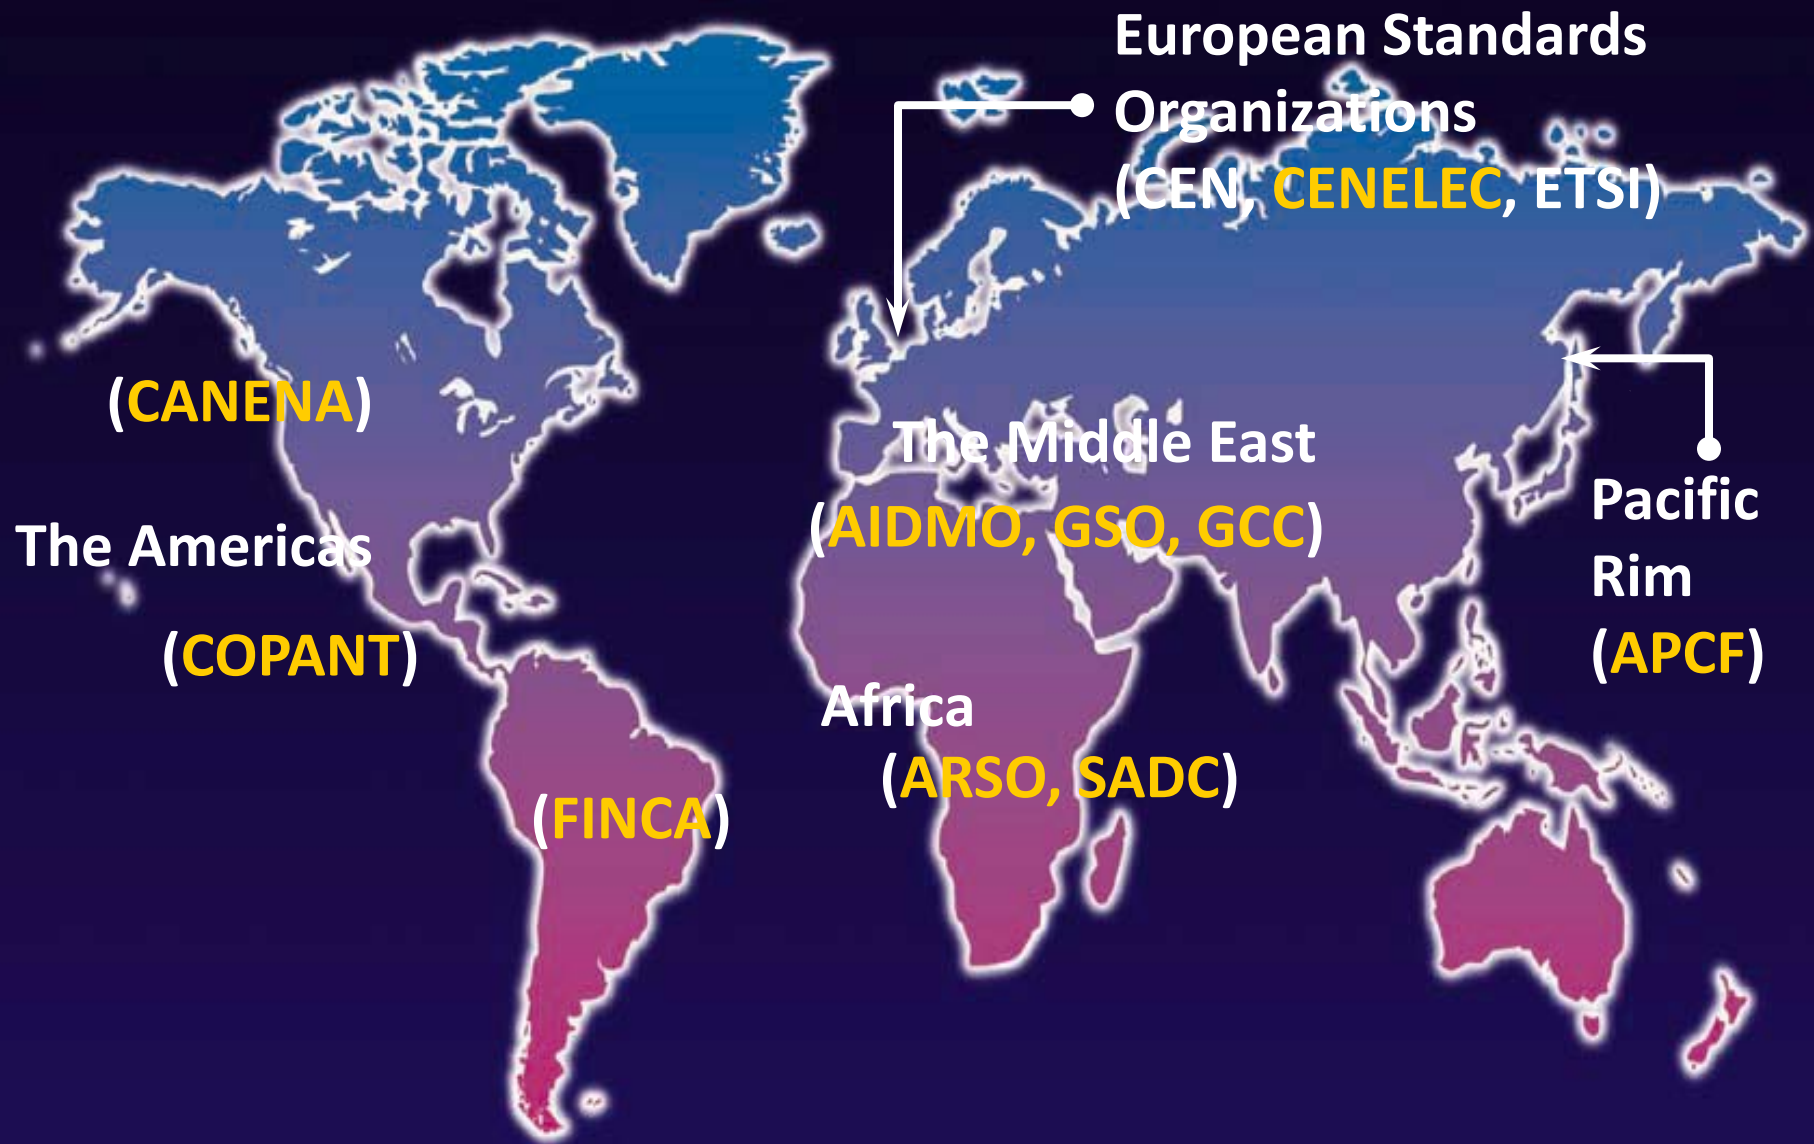 European Standards
Organizations
(CEN, CENELEC, ETSI)
(CANENA)
The Americas
(COPANT)
(FINCA)
The Middle East
(AIDMO, GSO, GCC)
Africa
(ARSO, SADC)
Pacific
Rim
(APCF)